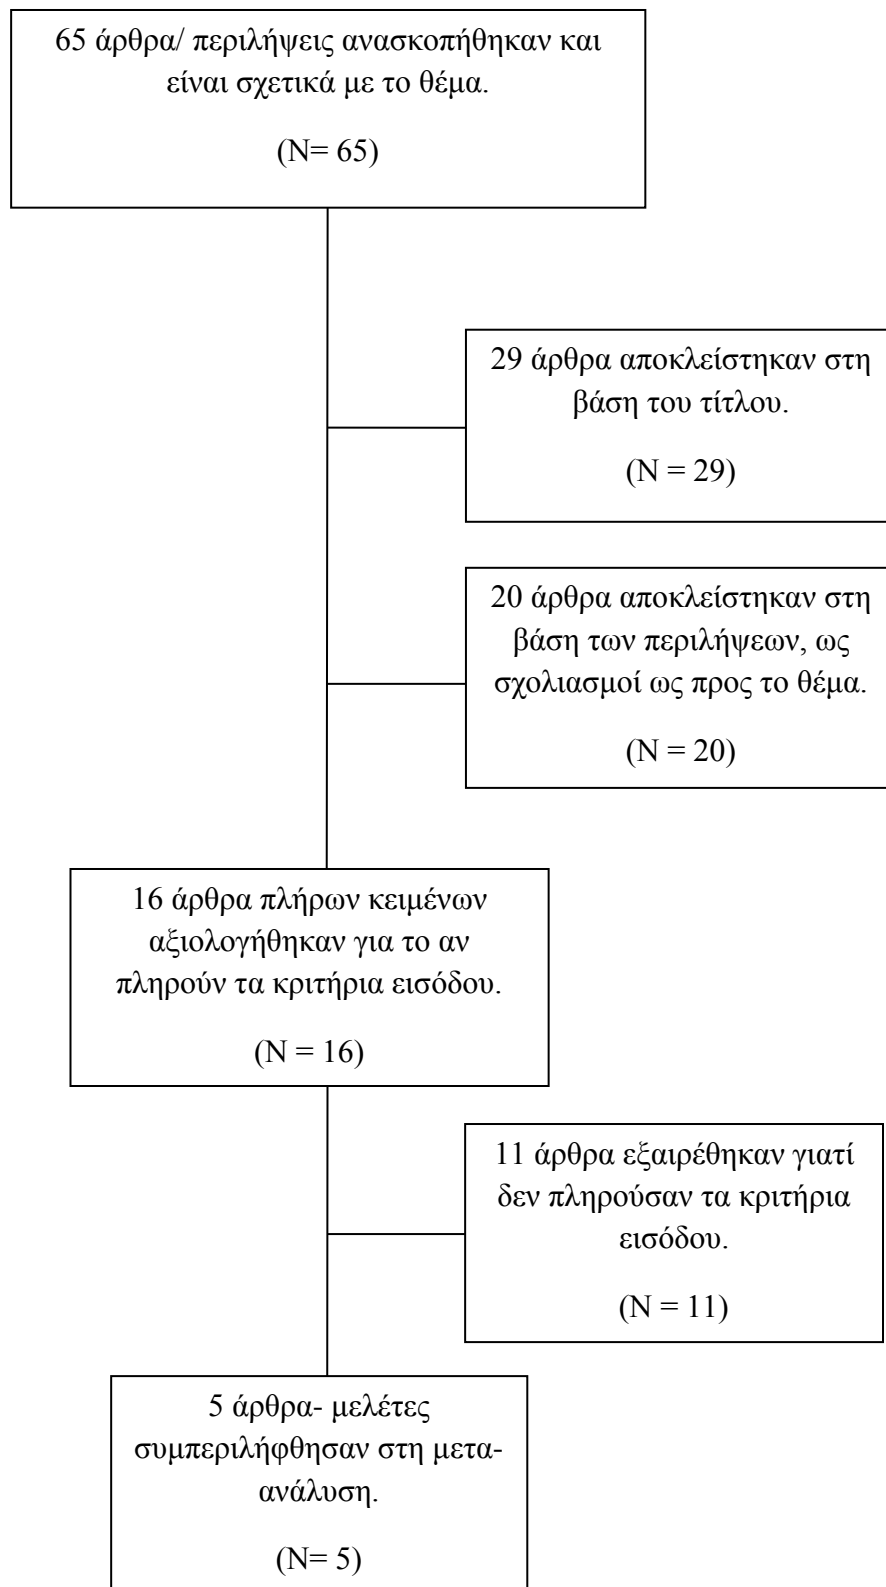 65 άρθρα/ περιλήψεις ανασκοπήθηκαν και
είναι σχετικά με το θέμα.
(Ν= 65)
29 άρθρα αποκλείστηκαν στη
βάση του τίτλου.
(Ν = 29)
20 άρθρα αποκλείστηκαν στη
βάση των περιλήψεων, ως
σχολιασμοί ως προς το θέμα.
(Ν = 20)
16 άρθρα πλήρων κειμένων
αξιολογήθηκαν για το αν
πληρούν τα κριτήρια εισόδου.
(Ν = 16)
11 άρθρα εξαιρέθηκαν γιατί
δεν πληρούσαν τα κριτήρια
εισόδου.
(Ν = 11)
5 άρθρα- μελέτες
συμπεριλήφθησαν στη μετα-
ανάλυση.
(Ν= 5)